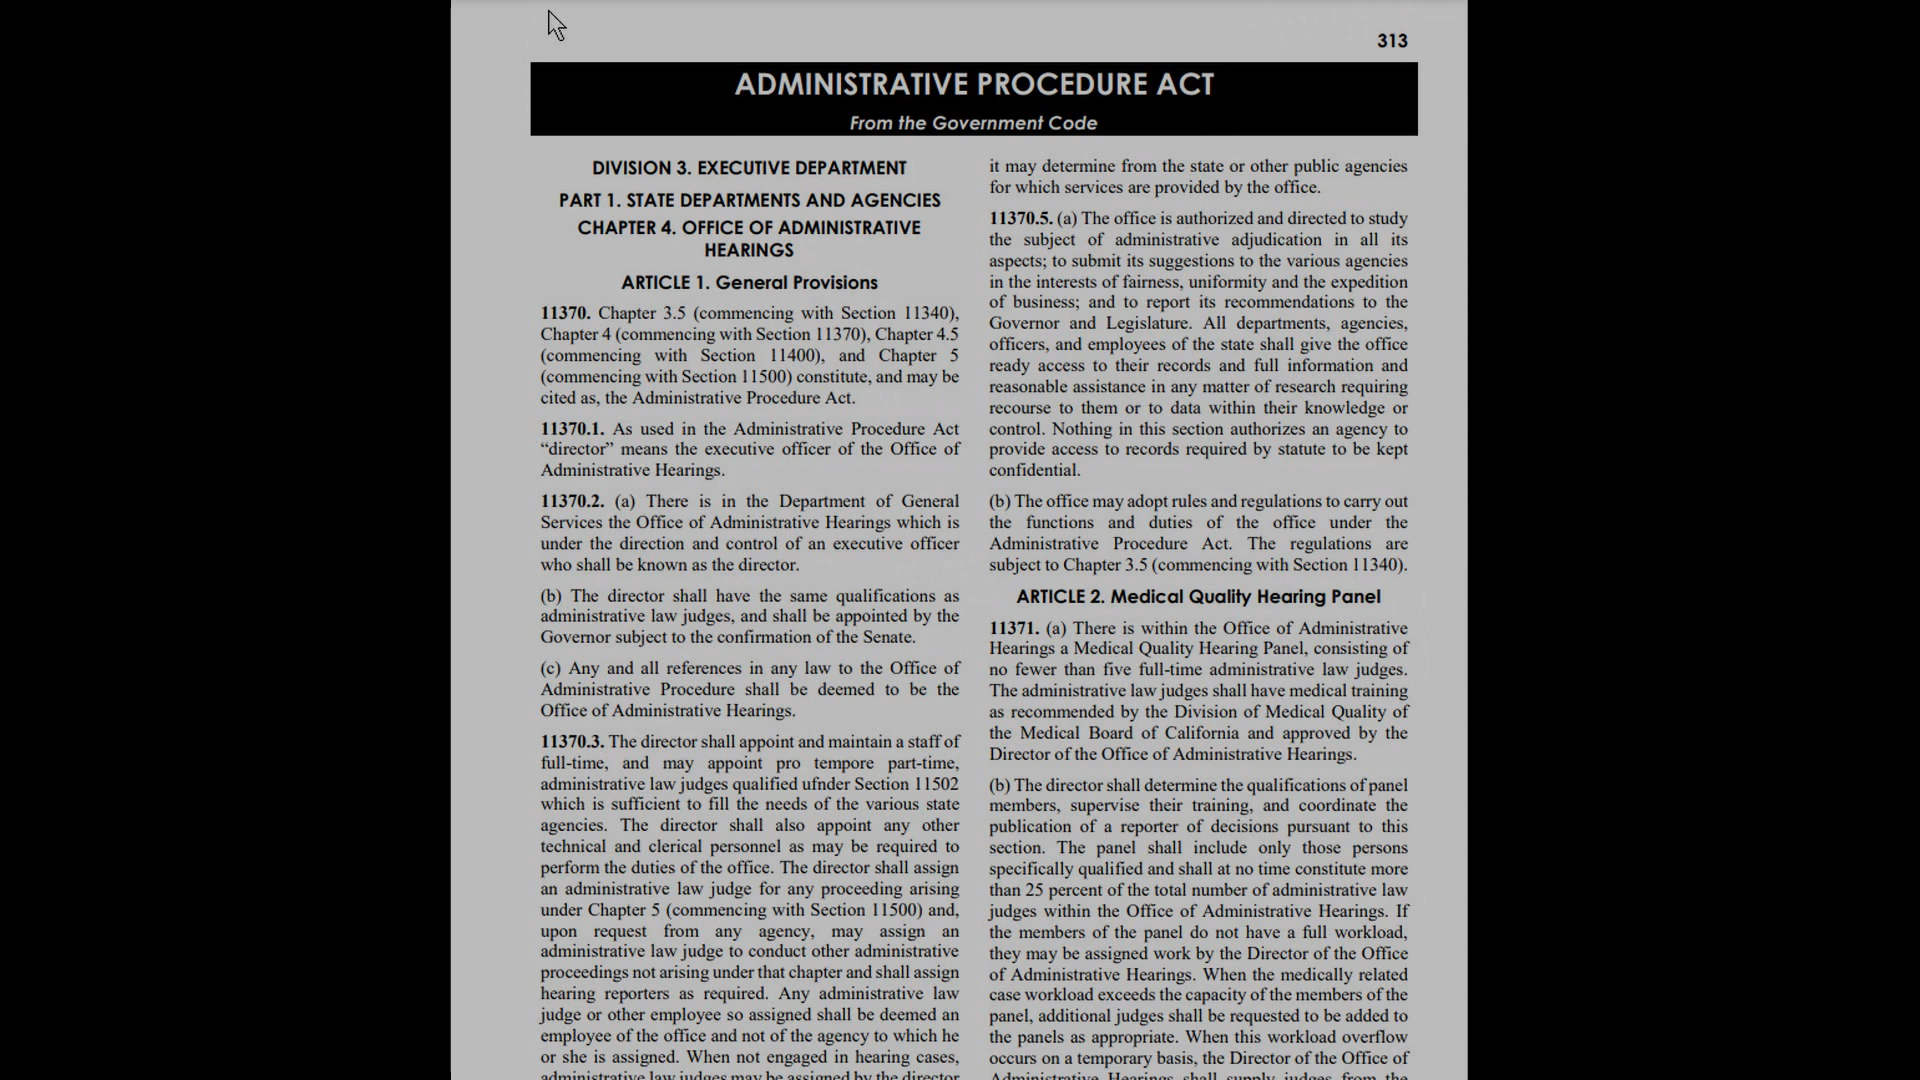 313
ADMINISTRATIVE PROCEDURE ACT
From the Government Code
DIVISION 3. EXECUTIVE DEPARTMENT
PART 1. STATE DEPARTMENTS AND AGENCIES
CHAPTER 4. OFFICE OF ADMINISTRATIVE
HEARINGS
ARTICLE 1. General Provisions
11370. Chapter 3.5 (commencing with Section 11340),
Chapter 4 (commencing with Section 11370), Chapter 4.5
(commencing with Section 11400), and Chapter 5
(commencing with Section 11500) constitute, and may be
cited as, the Administrative Procedure Act.
11370.1. As used in the Administrative Procedure Act
“director” means the executive officer of the Office of
Administrative Hearings.
11370.2. (a) There is in the Department of General
Services the Office of Administrative Hearings which is
under the direction and control of an executive officer
who shall be known as the director.
(b) The director shall have the same qualifications as
administrative law judges, and shall be appointed by the
Governor subject to the confirmation of the Senate.
(c) Any and all references in any law to the Office of
Administrative Procedure shall be deemed to be the
Office of Administrative Hearings.
11370.3. The director shall appoint and maintain a staff of
full-time, and may appoint pro tempore part-time,
administrative law judges qualified ufnder Section 11502
which is sufficient to fill the needs of the various state
agencies. The director shall also appoint any other
technical and clerical personnel as may be required to
perform the duties of the office. The director shall assign
an administrative law judge for any proceeding arising
under Chapter 5 (commencing with Section 11500) and,
upon request from any agency, may assign an
administrative law judge to conduct other administrative
proceedings not arising under that chapter and shall assign
hearing reporters as required. Any administrative law
judge or other employee so assigned shall be deemed an
employee of the office and not of the agency to which he
or she is assigned. When not engaged in hearing cases,
administrative law judges may be assigned by the director
it may determine from the state or other public agencies
for which services are provided by the office.
11370.5. (a) The office is authorized and directed to study
the subject of administrative adjudication in all its
aspects; to submit its suggestions to the various agencies
in the interests of fairness, uniformity and the expedition
of business; and to report its recommendations to the
Governor and Legislature. All departments, agencies,
officers, and employees of the state shall give the office
ready access to their records and full information and
reasonable assistance in any matter of research requiring
recourse to them or to data within their knowledge or
control. Nothing in this section authorizes an agency to
provide access to records required by statute to be kept
confidential.
(b) The office may adopt rules and regulations to carry out
the functions and duties of the office under the
Administrative Procedure Act. The regulations are
subject to Chapter 3.5 (commencing with Section 11340).
ARTICLE 2. Medical Quality Hearing Panel
11371. (a) There is within the Office of Administrative
Hearings a Medical Quality Hearing Panel, consisting of
no fewer than five full-time administrative law judges.
The administrative law judges shall have medical training
as recommended by the Division of Medical Quality of
the Medical Board of California and approved by the
Director of the Office of Administrative Hearings.
(b) The director shall determine the qualifications of panel
members, supervise their training, and coordinate the
publication of a reporter of decisions pursuant to this
section. The panel shall include only those persons
specifically qualified and shall at no time constitute more
than 25 percent of the total number of administrative law
judges within the Office of Administrative Hearings. If
the members of the panel do not have a full workload,
they may be assigned work by the Director of the Office
of Administrative Hearings. When the medically related
case workload exceeds the capacity of the members of the
panel, additional judges shall be requested to be added to
the panels as appropriate. When this workload overflow
occurs on a temporary basis, the Director of the Office of
Administrative Hearings shall supply judges from the